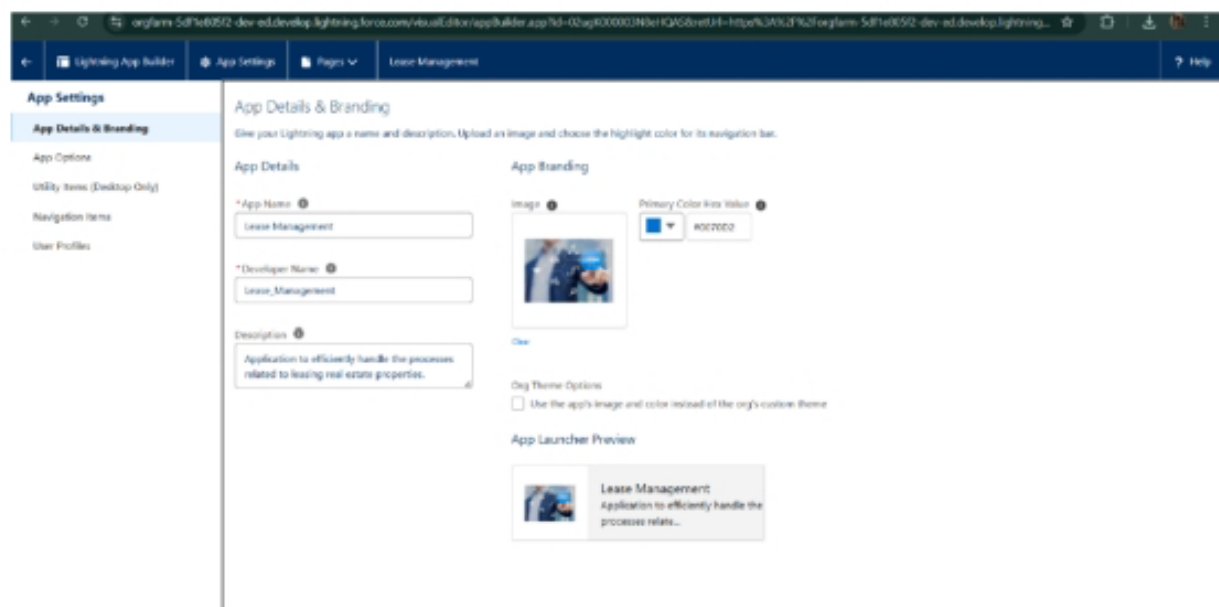 Lightning App Builder
App Settings
Pages
Lease Management
? Help
App Settings
App Details & Branding
App Options
Utility Items (Desktop Only)
Navigation Items
User Profiles
App Details & Branding
Give your Lightning app a name and description. Upload an image and choose the highlight color for its navigation bar.
App Details
*App Name
Lease Management
*Developer Name
Lease_Management
Description
Application to efficiently handle the processes
related to leasing real estate properties.
App Branding
Image
Primary Color Hex Value
#0070D2
Clear
Org Theme Options
Use the app's image and color instead of the org's custom theme
App Launcher Preview
Lease Management
Application to efficiently handle the
processes relate...